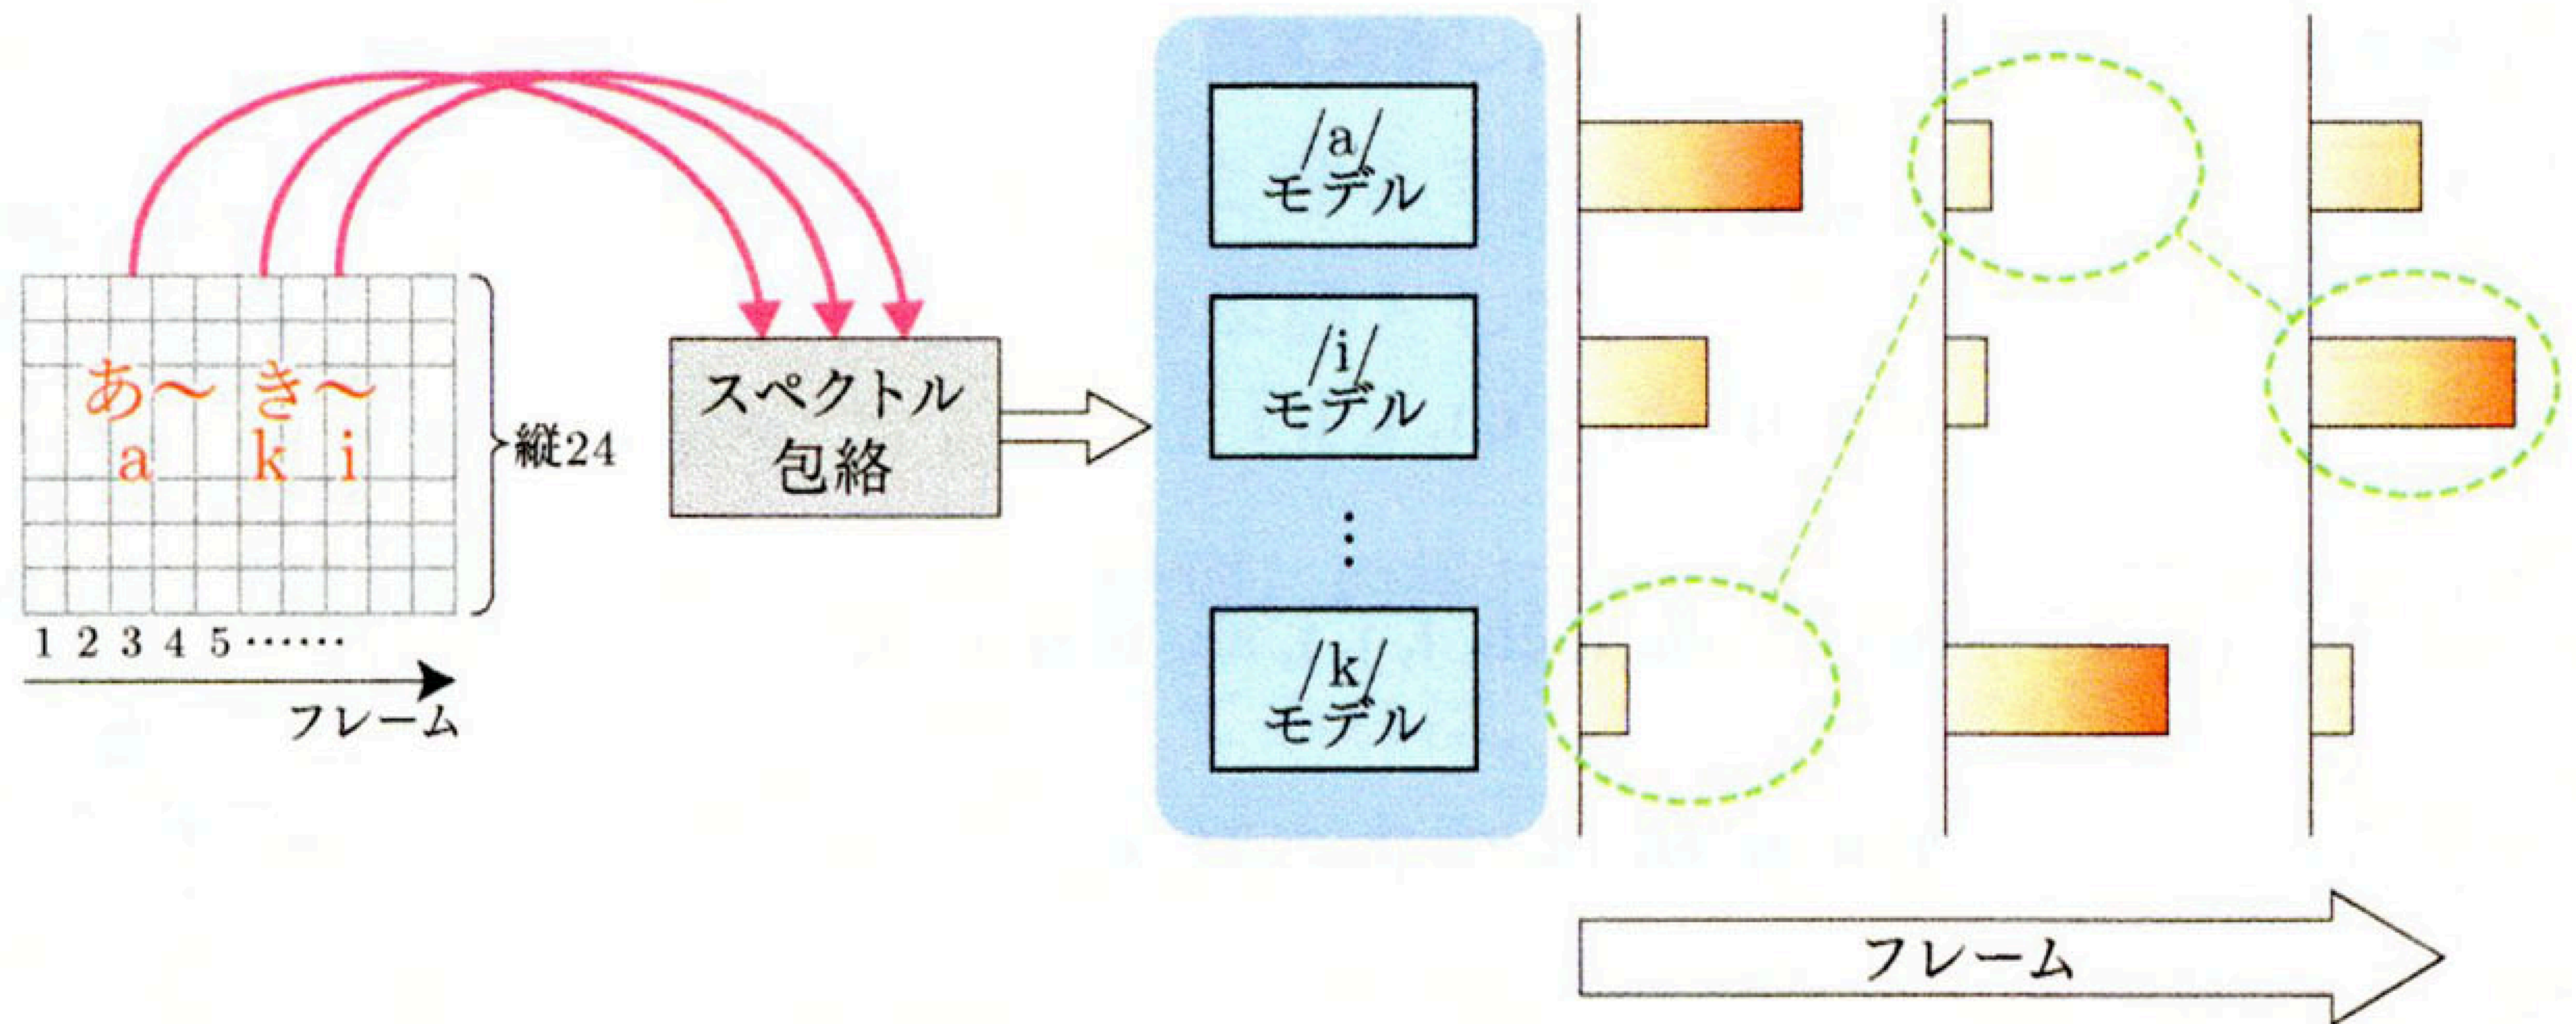 あ～ き～
a k i
縦24
1 2 3 4 5……
フレーム
スペクトル
包絡
/a/
モデル
/i/
モデル
⋮
/k/
モデル
フレーム